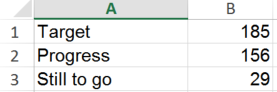 A B
1 Target 185
2 Progress 156
3 Still to go 29